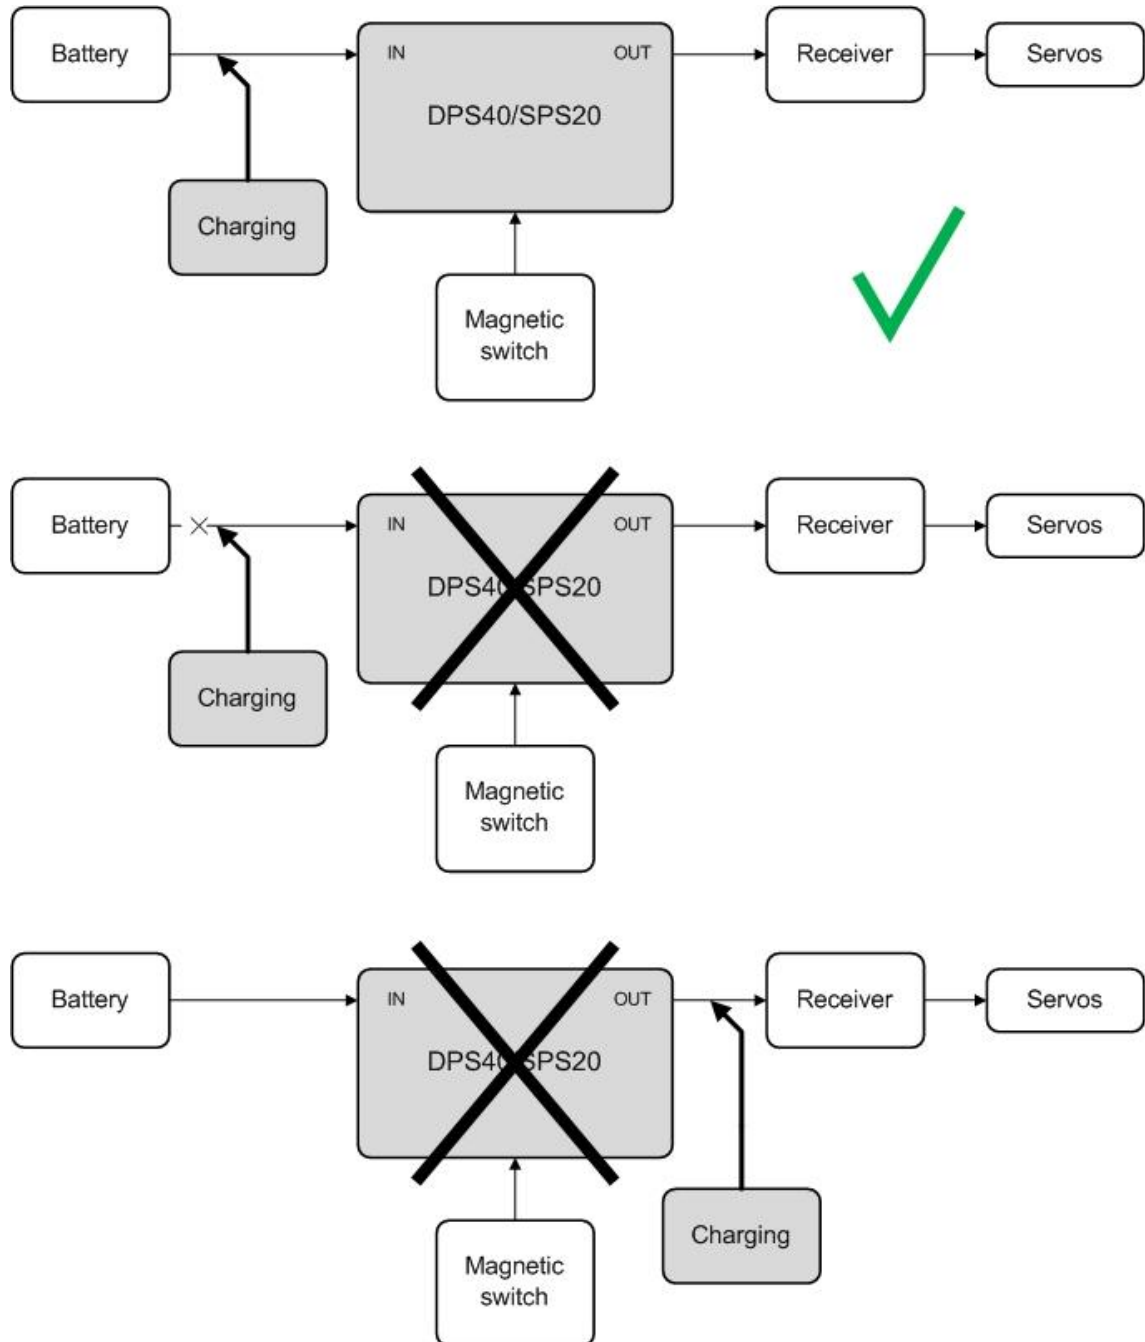 Battery
IN
OUT
Receiver
Servos
DPS40/SPS20
Charging
Magnetic
switch
Battery
IN
OUT
Receiver
Servos
DPS40/SPS20
Charging
Magnetic
switch
Battery
IN
OUT
Receiver
Servos
DPS40/SPS20
Charging
Magnetic
switch